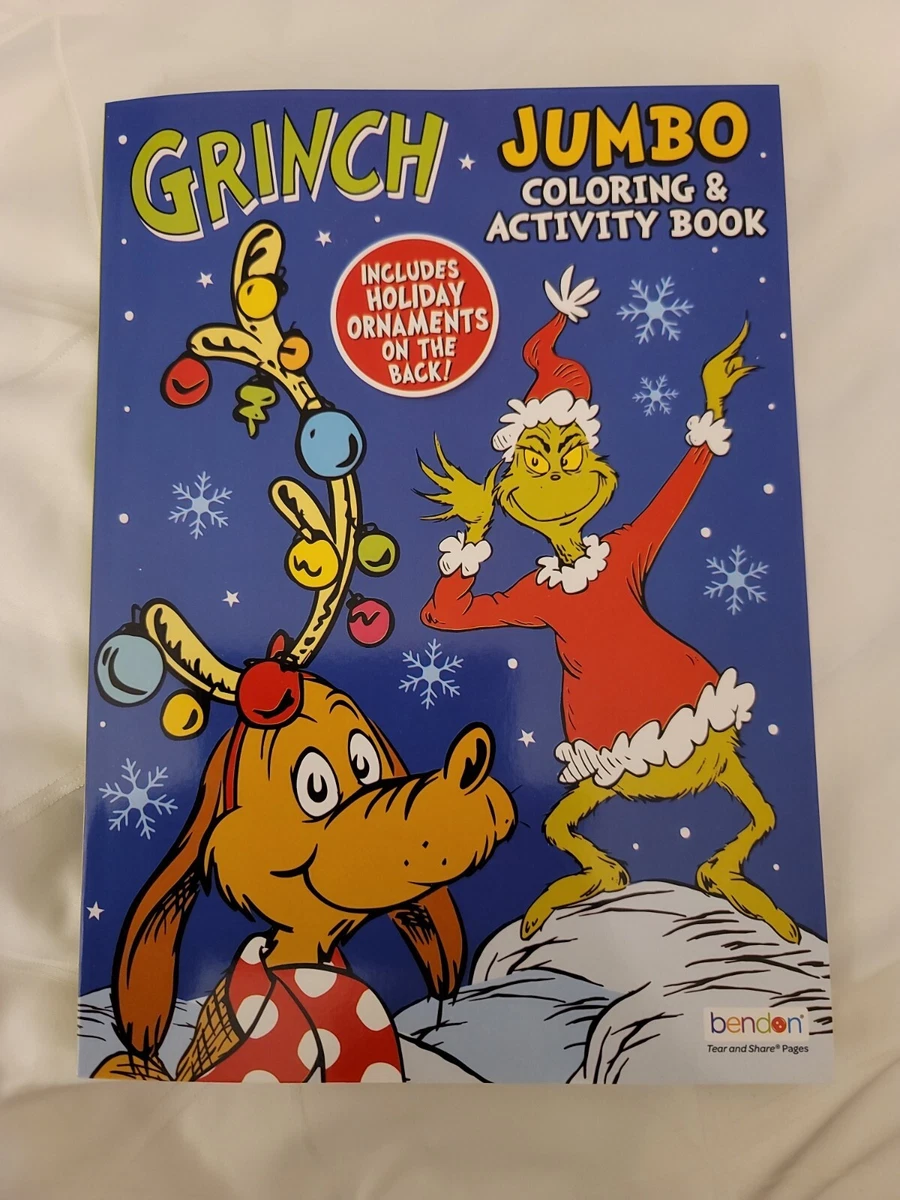 GRINCH
JUMBO
COLORING &
ACTIVITY BOOK
INCLUDES
HOLIDAY
ORNAMENTS
ON THE
BACK!
bendon®
Tear and Share® Pages